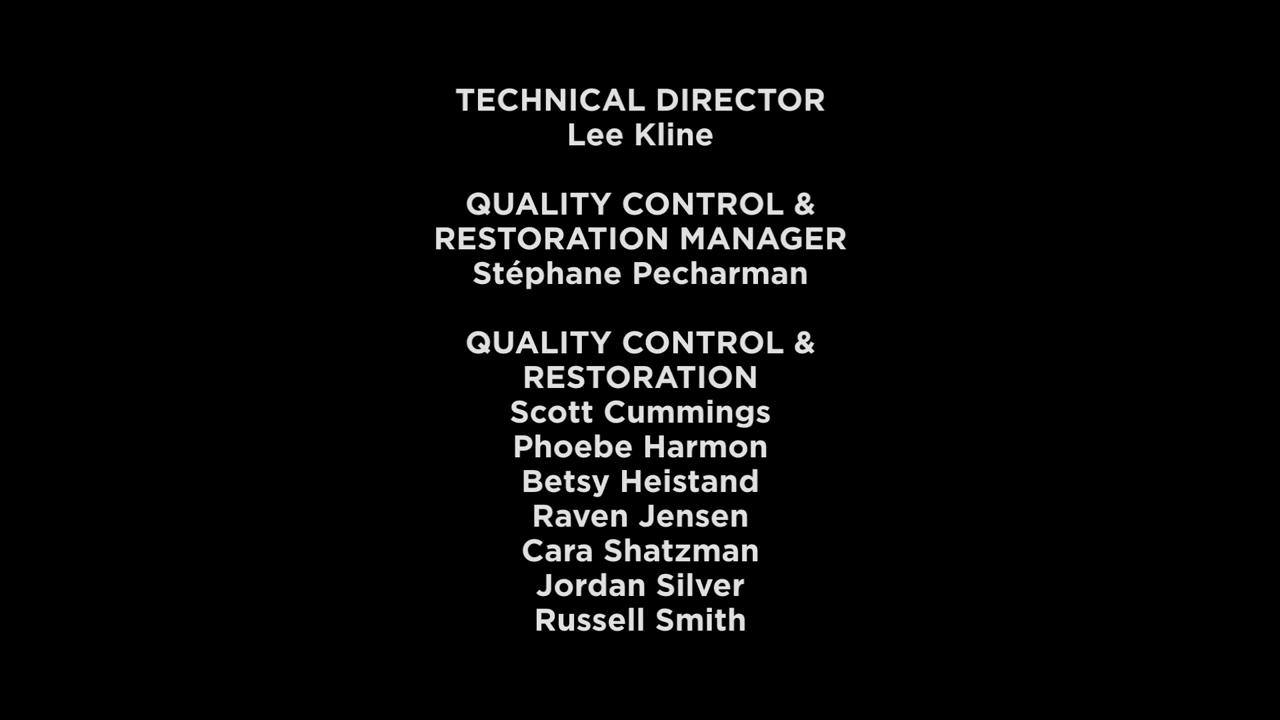 TECHNICAL DIRECTOR
Lee Kline
QUALITY CONTROL &
RESTORATION MANAGER
Stéphane Pecharman
QUALITY CONTROL &
RESTORATION
Scott Cummings
Phoebe Harmon
Betsy Heistand
Raven Jensen
Cara Shatzman
Jordan Silver
Russell Smith